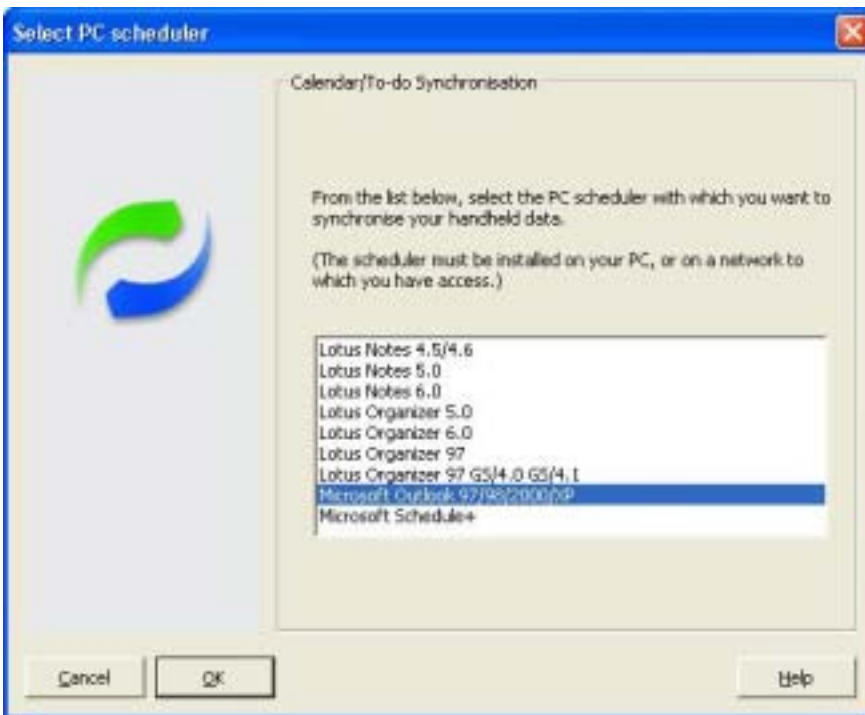 Select PC scheduler
Calendar/To-do Synchronisation
From the list below, select the PC scheduler with which you want to
synchronise your handheld data.
(The scheduler must be installed on your PC, or on a network to
which you have access.)
Lotus Notes 4.5/4.6
Lotus Notes 5.0
Lotus Notes 6.0
Lotus Organizer 5.0
Lotus Organizer 6.0
Lotus Organizer 97
Lotus Organizer 97 GS/4.0 GS/4.1
Microsoft Outlook 97/98/2000/XP
Microsoft Schedule+
Cancel
OK
Help